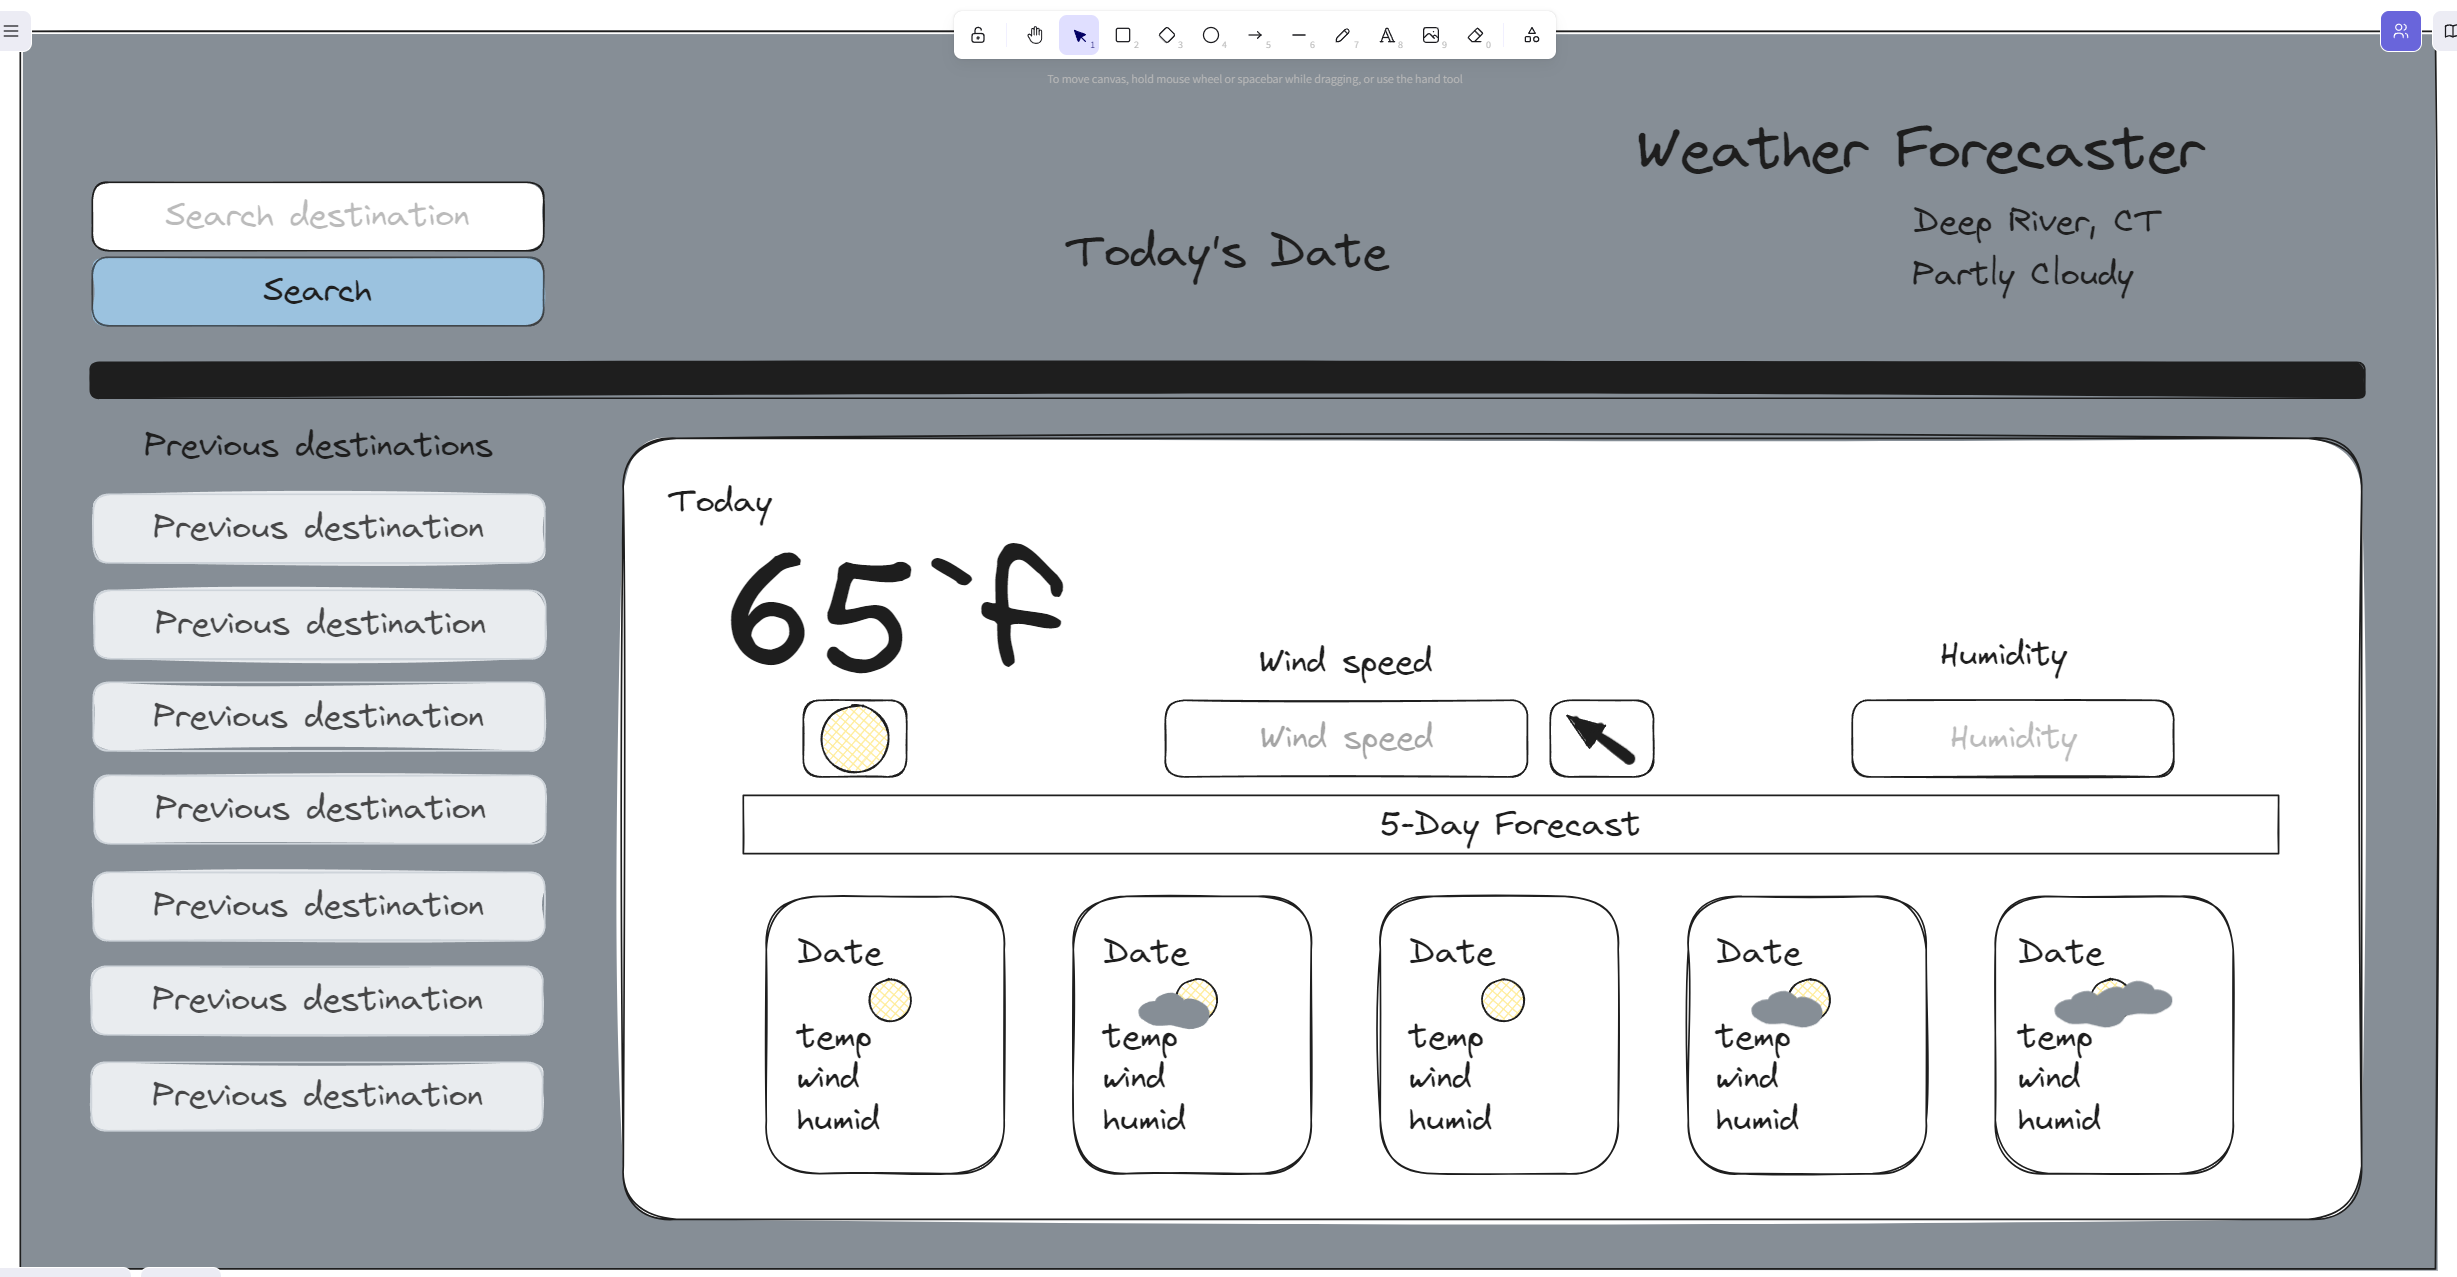 1
2
3
4
5
6
7
8
9
0
To move canvas, hold mouse wheel or spacebar while dragging, or use the hand tool
Weather Forecaster
Search destination
Deep River, CT
Today's Date
Partly Cloudy
Search
Previous destinations
Today
Previous destination
65`f
Previous destination
Wind speed
Humidity
Previous destination
Wind speed
Humidity
Previous destination
5-Day Forecast
Previous destination
Date
Date
Date
Date
Date
Previous destination
temp
temp
temp
temp
temp
wind
wind
wind
wind
wind
Previous destination
humid
humid
humid
humid
humid